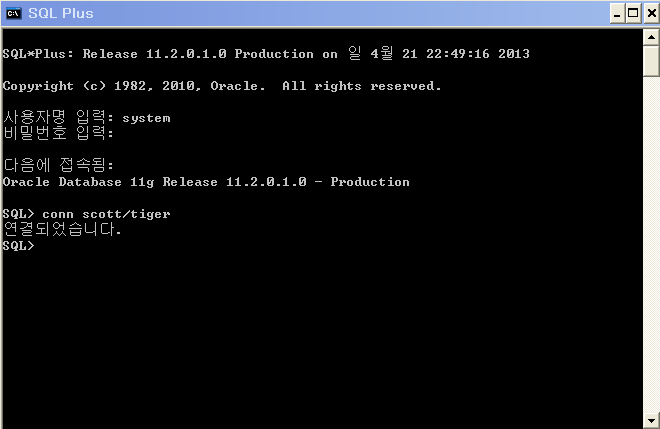 SQL Plus
SQL*Plus: Release 11.2.0.1.0 Production on 일 4월 21 22:49:16 2013
Copyright (c) 1982, 2010, Oracle.  All rights reserved.
사용자명 입력: system
비밀번호 입력:
다음에 접속됨:
Oracle Database 11g Release 11.2.0.1.0 - Production
SQL> conn scott/tiger
연결되었습니다.
SQL>